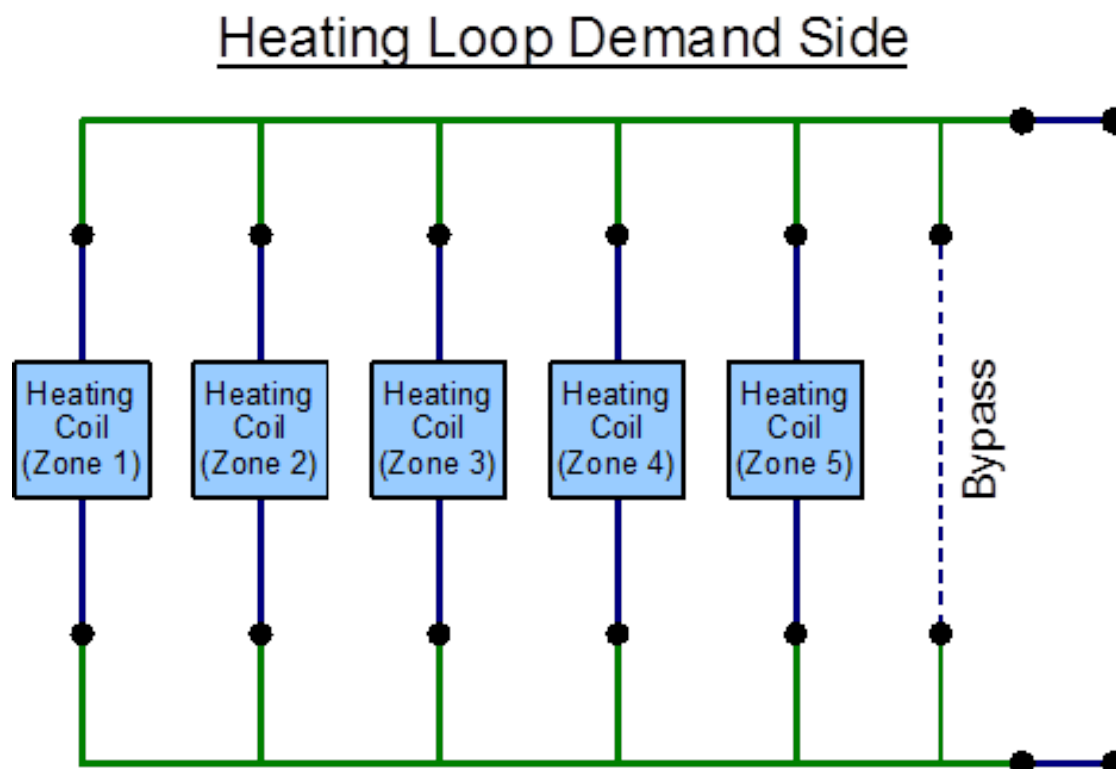 Heating Loop Demand Side
Heating
Coil
(Zone 1)
Heating
Coil
(Zone 2)
Heating
Coil
(Zone 3)
Heating
Coil
(Zone 4)
Heating
Coil
(Zone 5)
Bypass